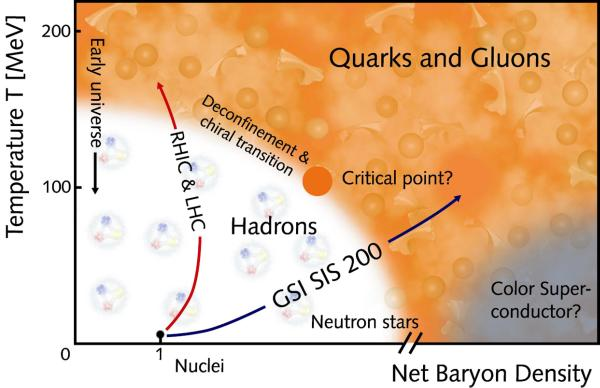 Temperature T [MeV]
200
100
0
Early universe
Quarks and Gluons
Deconfinement &
chiral transition
Critical point?
RHIC & LHC
Hadrons
GSI SIS 200
Color Super-
conductor?
Neutron stars
1
Nuclei
Net Baryon Density